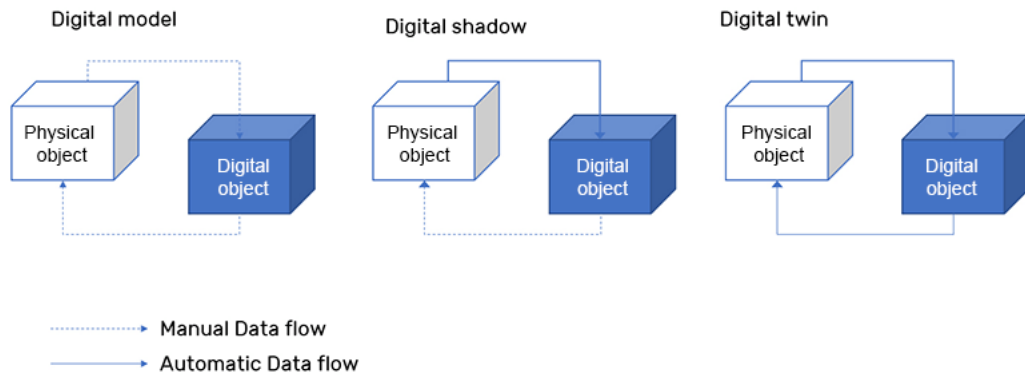 Digital model
Digital shadow
Digital twin
Physical
object
Digital
object
Physical
object
Digital
object
Physical
object
Digital
object
Manual Data flow
Automatic Data flow